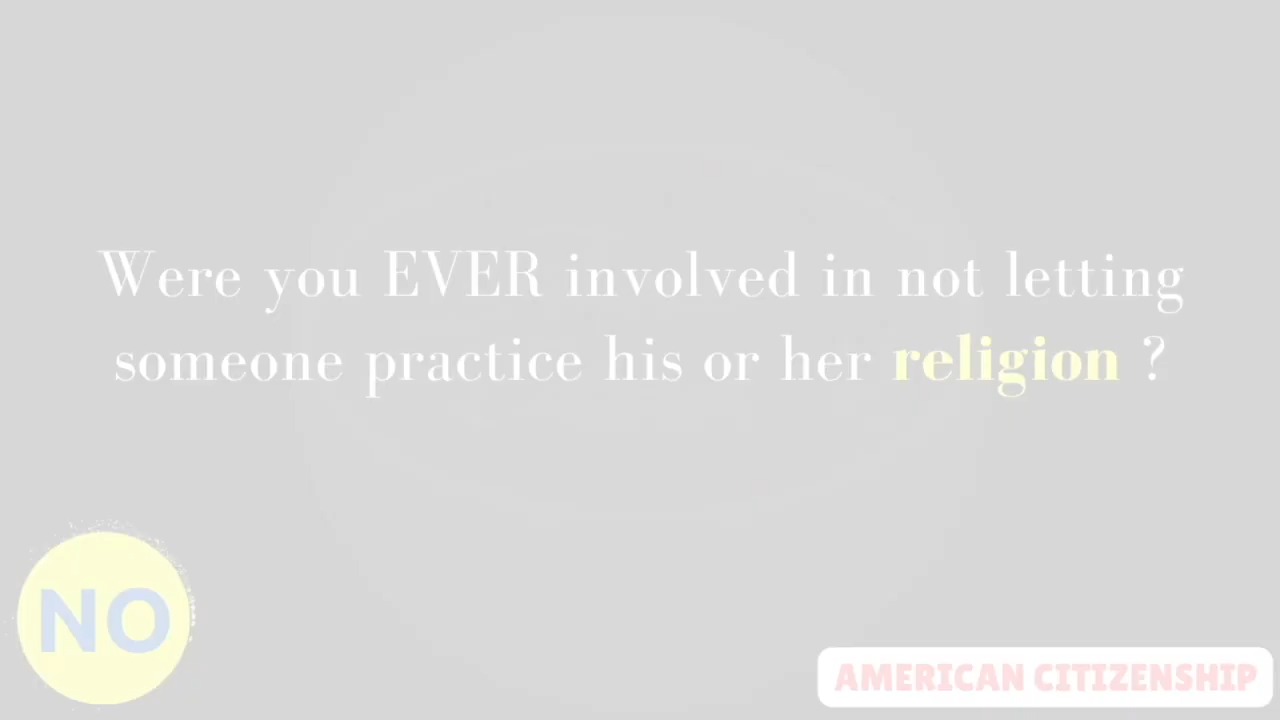 Were you EVER involved in not letting
someone practice his or her religion ?
NO
AMERICAN CITIZENSHIP